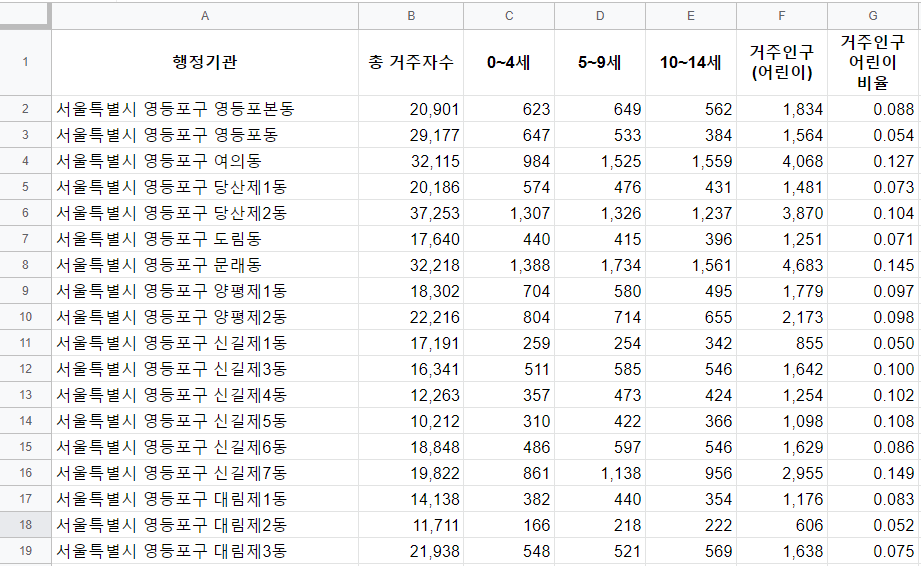 A B C D E F G
1 행정기관 총 거주자수 0~4세 5~9세 10~14세 거주인구 (어린이) 거주인구 어린이 비율
2 서울특별시 영등포구 영등포본동 20,901 623 649 562 1,834 0.088
3 서울특별시 영등포구 영등포동 29,177 647 533 384 1,564 0.054
4 서울특별시 영등포구 여의동 32,115 984 1,525 1,559 4,068 0.127
5 서울특별시 영등포구 당산제1동 20,186 574 476 431 1,481 0.073
6 서울특별시 영등포구 당산제2동 37,253 1,307 1,326 1,237 3,870 0.104
7 서울특별시 영등포구 도림동 17,640 440 415 396 1,251 0.071
8 서울특별시 영등포구 문래동 32,218 1,388 1,734 1,561 4,683 0.145
9 서울특별시 영등포구 양평제1동 18,302 704 580 495 1,779 0.097
10 서울특별시 영등포구 양평제2동 22,216 804 714 655 2,173 0.098
11 서울특별시 영등포구 신길제1동 17,191 259 254 342 855 0.050
12 서울특별시 영등포구 신길제3동 16,341 511 585 546 1,642 0.100
13 서울특별시 영등포구 신길제4동 12,263 357 473 424 1,254 0.102
14 서울특별시 영등포구 신길제5동 10,212 310 422 366 1,098 0.108
15 서울특별시 영등포구 신길제6동 18,848 486 597 546 1,629 0.086
16 서울특별시 영등포구 신길제7동 19,822 861 1,138 956 2,955 0.149
17 서울특별시 영등포구 대림제1동 14,138 382 440 354 1,176 0.083
18 서울특별시 영등포구 대림제2동 11,711 166 218 222 606 0.052
19 서울특별시 영등포구 대림제3동 21,938 548 521 569 1,638 0.075